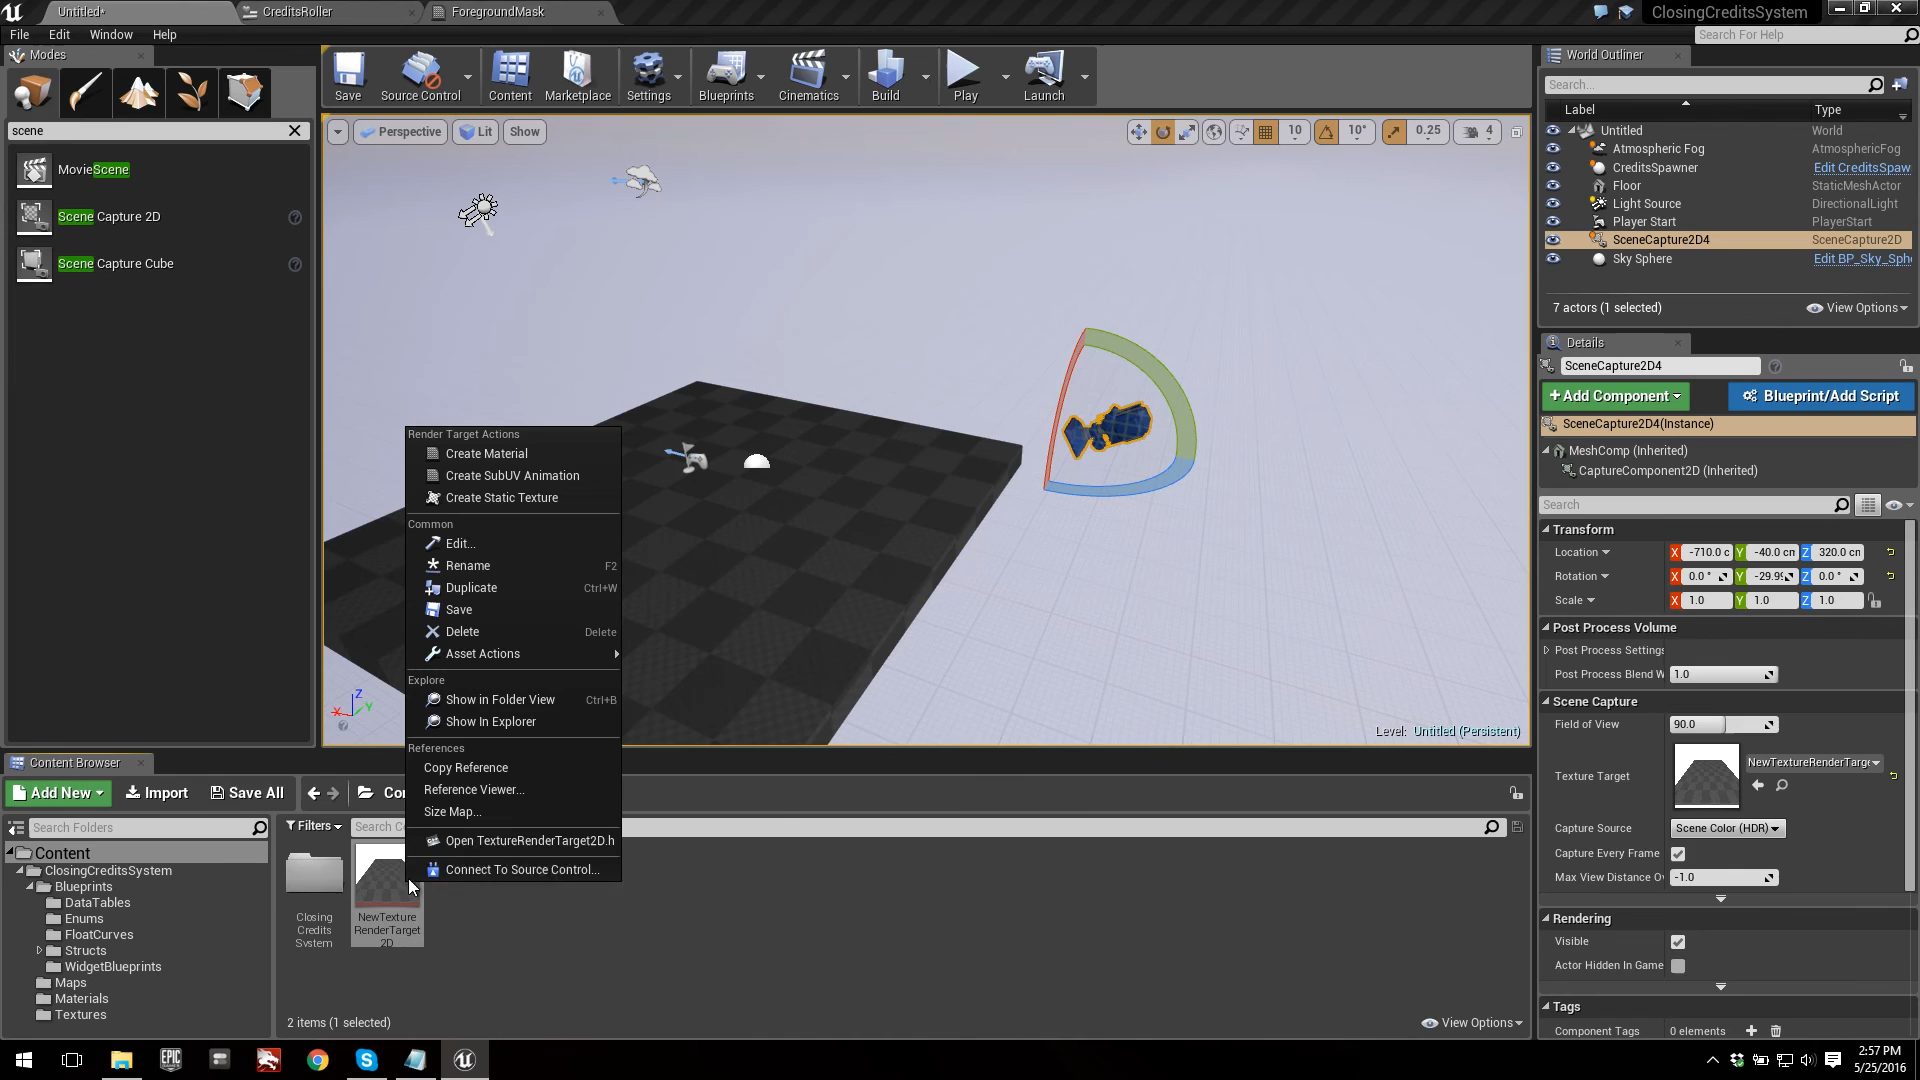 Untitled*
CreditsRoller
ForegroundMask
ClosingCreditsSystem
File Edit Window Help
Search For Help
Modes
scene
MovieScene
Scene Capture 2D
Scene Capture Cube
Save
Source Control
Content
Marketplace
Settings
Blueprints
Cinematics
Build
Play
Launch
Perspective
Lit
Show
10
10°
0.25
4
Level: Untitled (Persistent)
Z
X
Y
Render Target Actions
Create Material
Create SubUV Animation
Create Static Texture
Common
Edit...
Rename F2
Duplicate Ctrl+W
Save
Delete Delete
Asset Actions
Explore
Show in Folder View Ctrl+B
Show In Explorer
References
Copy Reference
Reference Viewer...
Size Map...
Open TextureRenderTarget2D.h
Connect To Source Control...
World Outliner
Search...
Label Type
Untitled World
Atmospheric Fog AtmosphericFog
CreditsSpawner Edit CreditsSpaw
Floor StaticMeshActor
Light Source DirectionalLight
Player Start PlayerStart
SceneCapture2D4 SceneCapture2D
Sky Sphere Edit BP_Sky_Sph
7 actors (1 selected)
View Options
Details
SceneCapture2D4
+Add Component
Blueprint/Add Script
SceneCapture2D4(Instance)
MeshComp (Inherited)
CaptureComponent2D (Inherited)
Search
Transform
Location X -710.0 c Y -40.0 cm Z 320.0 cm
Rotation X 0.0 ° Y -29.99 Z 0.0 °
Scale X 1.0 Y 1.0 Z 1.0
Post Process Volume
Post Process Settings
Post Process Blend W 1.0
Scene Capture
Field of View 90.0
Texture Target
NewTextureRenderTarge
Capture Source Scene Color (HDR)
Capture Every Frame
Max View Distance Ov -1.0
Rendering
Visible
Actor Hidden In Game
Tags
Component Tags 0 elements
Content Browser
Add New
Import
Save All
Search Folders
Filters
Content
ClosingCreditsSystem
Blueprints
DataTables
Enums
FloatCurves
Structs
WidgetBlueprints
Maps
Materials
Textures
Closing
Credits
System
NewTexture
RenderTarget
2D
2 items (1 selected)
View Options
EPIC
GAMES
2:57 PM
5/25/2016